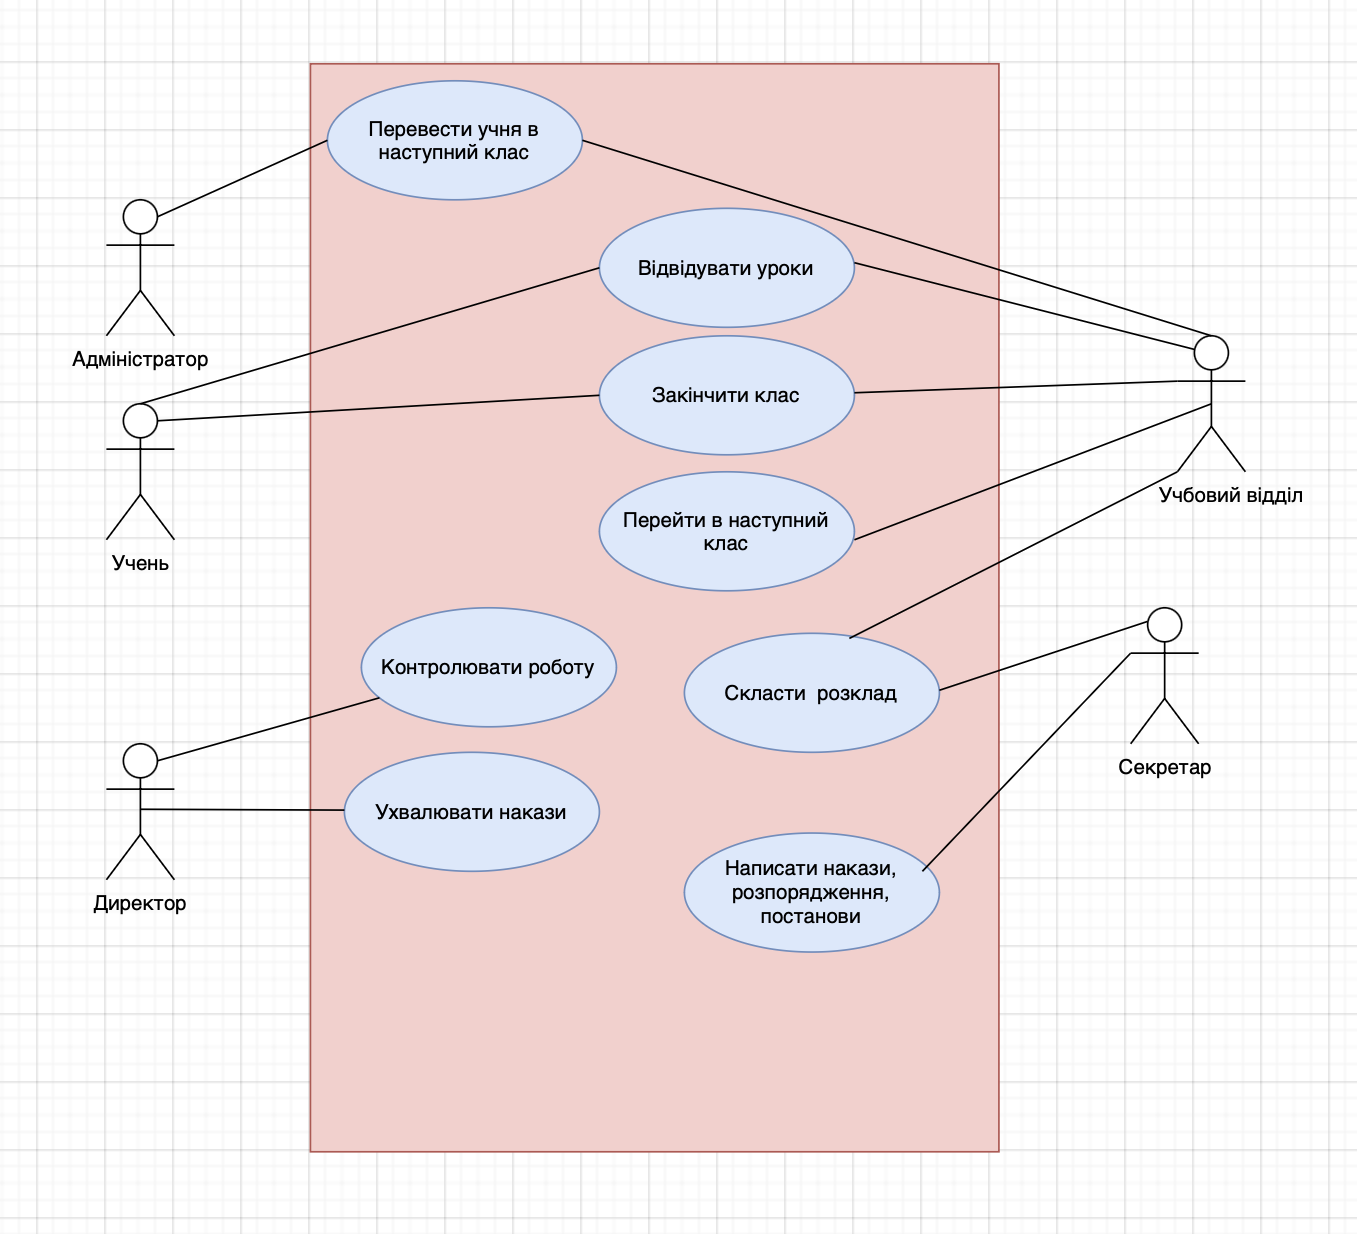 Перевести учня в
наступний клас
Відвідувати уроки
Адміністратор
Закінчити клас
Учбовий відділ
Перейти в наступний
клас
Учень
Контролювати роботу
Скласти  розклад
Секретар
Ухвалювати накази
Написати накази,
розпорядження,
постанови
Директор